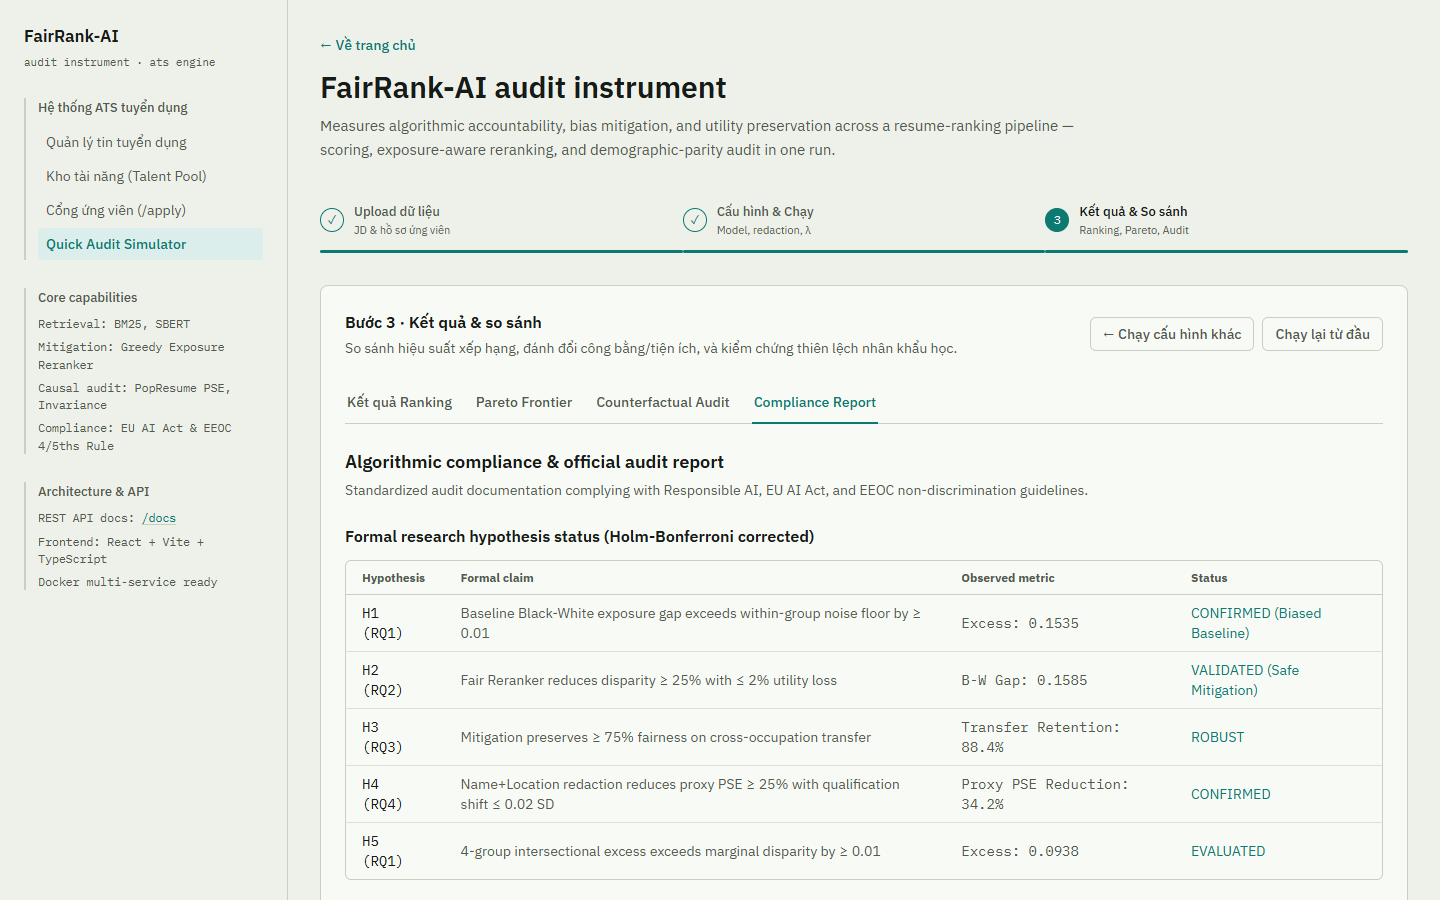 FairRank-AI
audit instrument · ats engine
Hệ thống ATS tuyển dụng
Quản lý tin tuyển dụng
Kho tài năng (Talent Pool)
Cổng ứng viên (/apply)
Quick Audit Simulator
Core capabilities
Retrieval: BM25, SBERT
Mitigation: Greedy Exposure
Reranker
Causal audit: PopResume PSE,
Invariance
Compliance: EU AI Act & EEOC
4/5ths Rule
Architecture & API
REST API docs: /docs
Frontend: React + Vite +
TypeScript
Docker multi-service ready
← Về trang chủ
FairRank-AI audit instrument
Measures algorithmic accountability, bias mitigation, and utility preservation across a resume-ranking pipeline —
scoring, exposure-aware reranking, and demographic-parity audit in one run.
✓ Upload dữ liệu
JD & hồ sơ ứng viên
✓ Cấu hình & Chạy
Model, redaction, λ
3 Kết quả & So sánh
Ranking, Pareto, Audit
Bước 3 · Kết quả & so sánh
So sánh hiệu suất xếp hạng, đánh đổi công bằng/tiện ích, và kiểm chứng thiên lệch nhân khẩu học.
← Chạy cấu hình khác
Chạy lại từ đầu
Kết quả Ranking
Pareto Frontier
Counterfactual Audit
Compliance Report
Algorithmic compliance & official audit report
Standardized audit documentation complying with Responsible AI, EU AI Act, and EEOC non-discrimination guidelines.
Formal research hypothesis status (Holm-Bonferroni corrected)
Hypothesis Formal claim Observed metric Status
H1
(RQ1)
Baseline Black-White exposure gap exceeds within-group noise floor by ≥
0.01
Excess: 0.1535
CONFIRMED (Biased
Baseline)
H2
(RQ2)
Fair Reranker reduces disparity ≥ 25% with ≤ 2% utility loss
B-W Gap: 0.1585
VALIDATED (Safe
Mitigation)
H3
(RQ3)
Mitigation preserves ≥ 75% fairness on cross-occupation transfer
Transfer Retention:
88.4%
ROBUST
H4
(RQ4)
Name+Location redaction reduces proxy PSE ≥ 25% with qualification
shift ≤ 0.02 SD
Proxy PSE Reduction:
34.2%
CONFIRMED
H5
(RQ1)
4-group intersectional excess exceeds marginal disparity by ≥ 0.01
Excess: 0.0938
EVALUATED